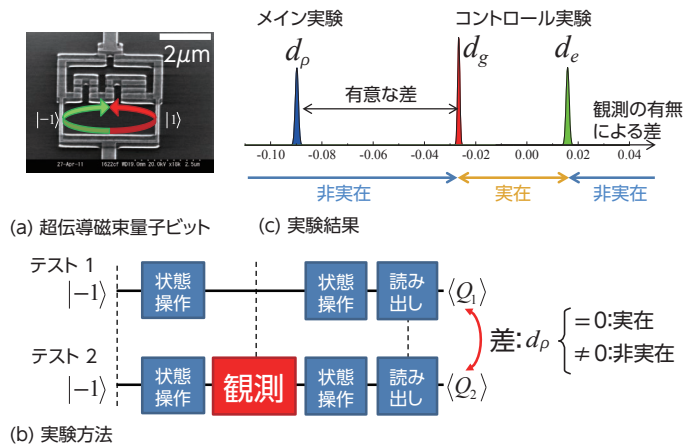 2μm
|−1⟩
|1⟩
27-Apr-11
2.5um
(a) 超伝導磁束量子ビット
メイン実験
コントロール実験
dρ
dg
de
有意な差
観測の有無
による差
-0.10 -0.08 -0.06 -0.04 -0.02 0.00 0.02 0.04
非実在
実在
非実在
(c) 実験結果
テスト 1
|−1⟩
状態
操作
状態
操作
読み
出し
⟨Q1⟩
テスト 2
|−1⟩
状態
操作
観測
状態
操作
読み
出し
⟨Q2⟩
差:dρ
=0:実在
≠0:非実在
(b) 実験方法